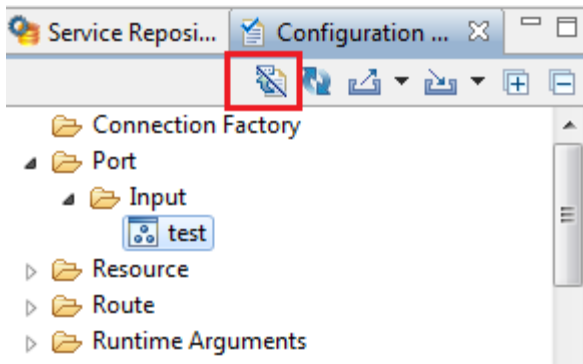 Service Reposi... Configuration ...
Connection Factory
Port
Input
test
Resource
Route
Runtime Arguments